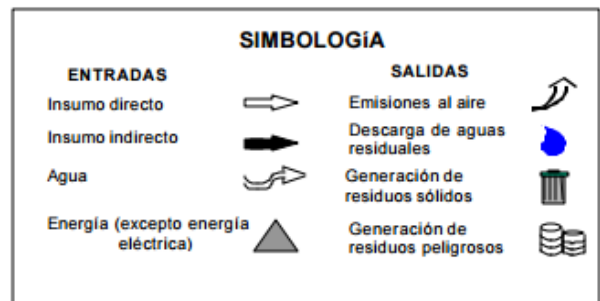 SIMBOLOGíA
ENTRADAS
Insumo directo
Insumo indirecto
Agua
Energía (excepto energía
eléctrica)
SALIDAS
Emisiones al aire
Descarga de aguas
residuales
Generación de
residuos sólidos
Generación de
residuos peligrosos